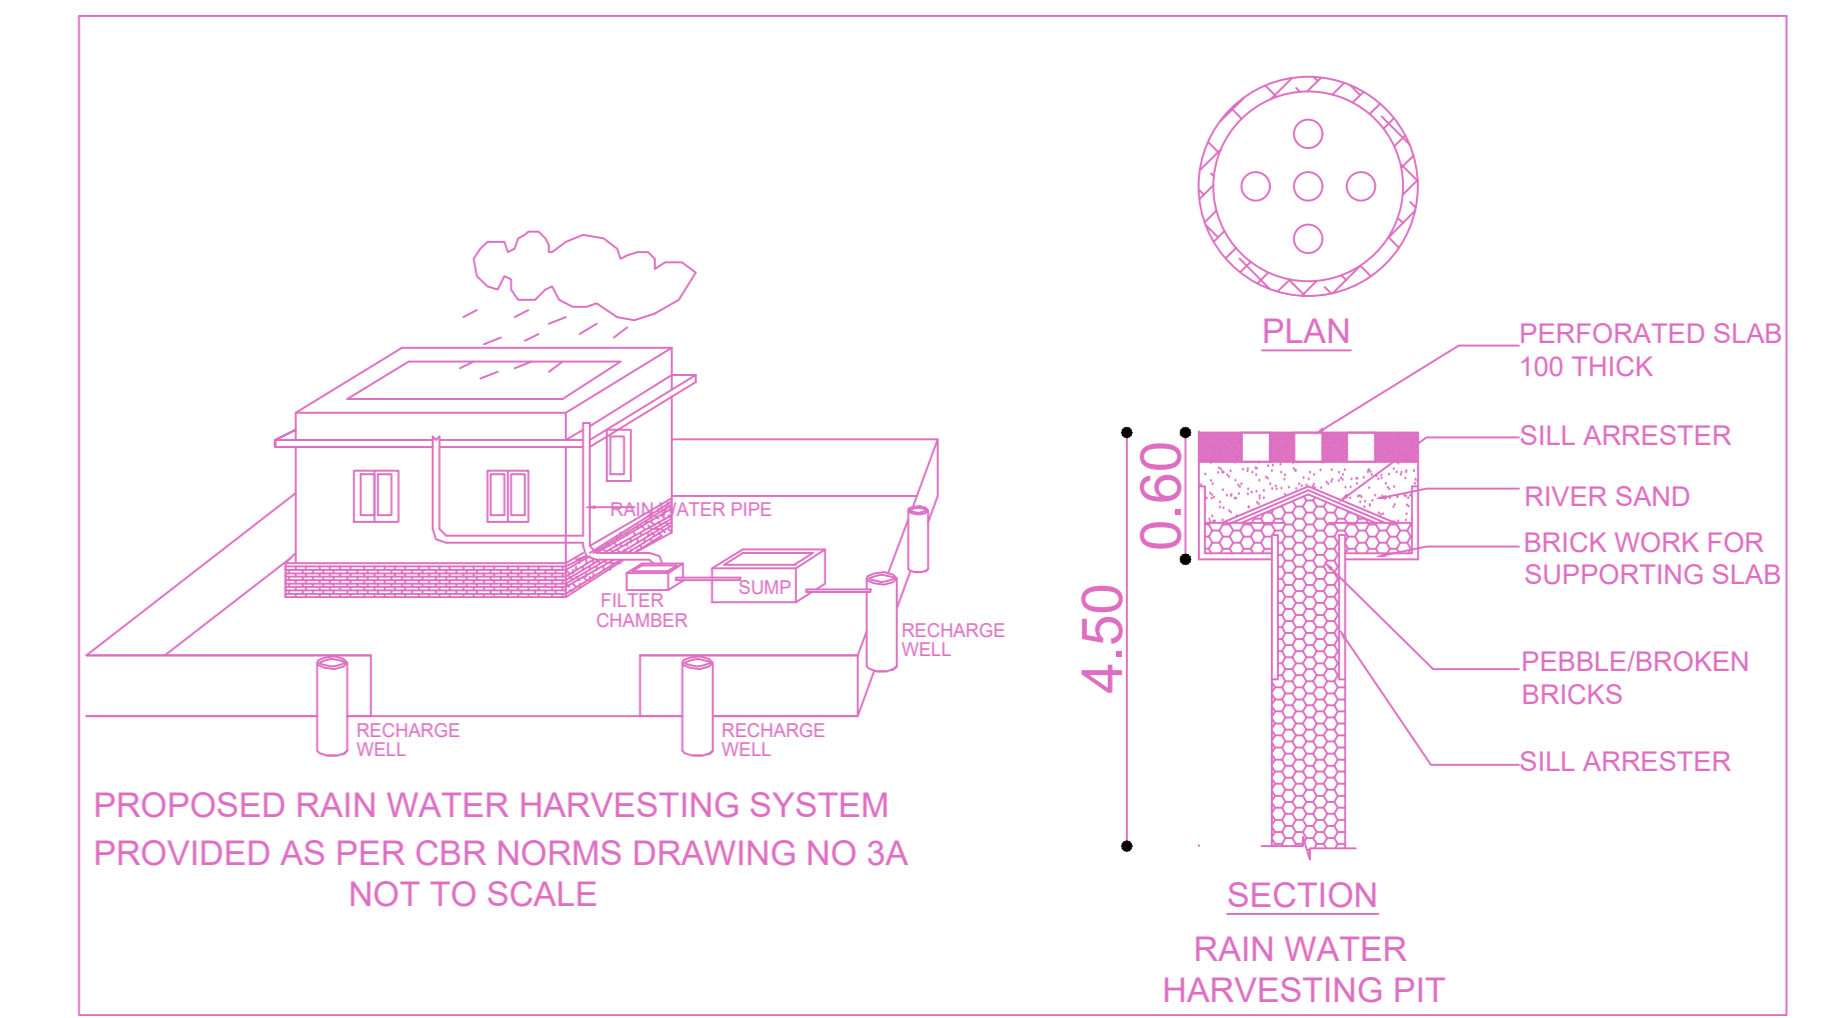 RAIN WATER PIPE
FILTER
CHAMBER
SUMP
RECHARGE
WELL
RECHARGE
WELL
RECHARGE
WELL
PROPOSED RAIN WATER HARVESTING SYSTEM
PROVIDED AS PER CBR NORMS DRAWING NO 3A
NOT TO SCALE
PLAN
PERFORATED SLAB
100 THICK
SILL ARRESTER
RIVER SAND
BRICK WORK FOR
SUPPORTING SLAB
PEBBLE/BROKEN
BRICKS
SILL ARRESTER
0.60
4.50
SECTION
RAIN WATER
HARVESTING PIT